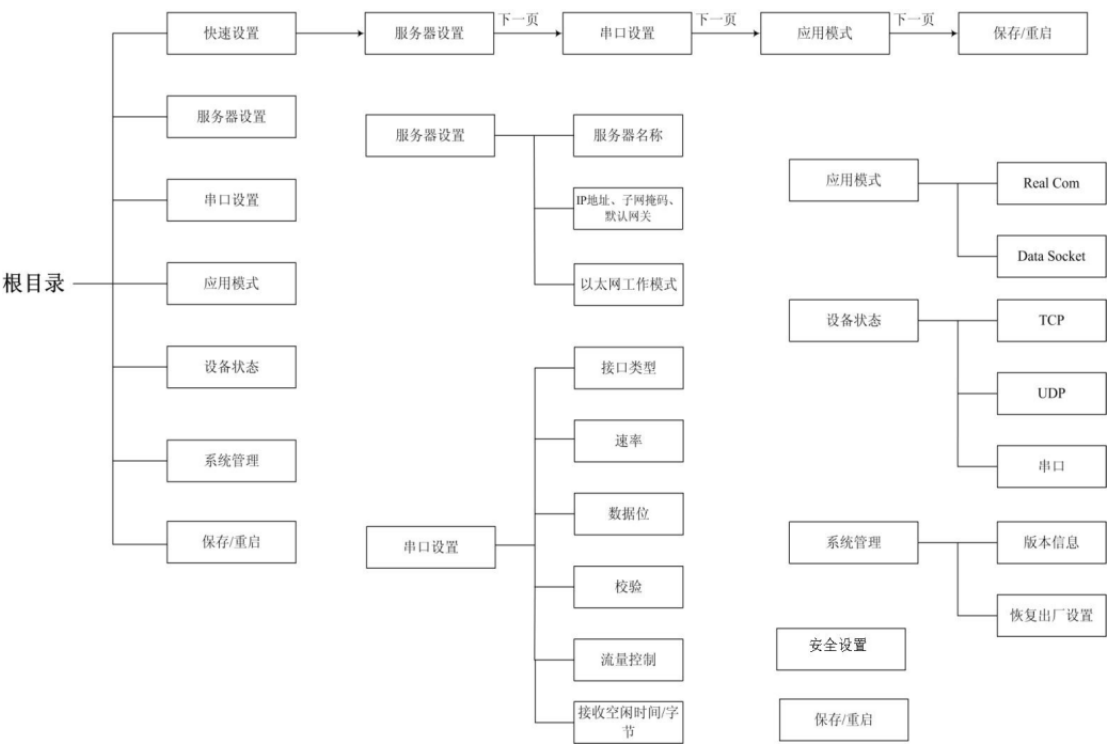 快速设置
服务器设置
下一页
串口设置
下一页
应用模式
下一页
保存/重启
根目录
服务器设置
串口设置
应用模式
设备状态
系统管理
保存/重启
服务器设置
服务器名称
IP地址、子网掩码、
默认网关
以太网工作模式
串口设置
接口类型
速率
数据位
校验
流量控制
接收空闲时间/字
节
应用模式
Real Com
Data Socket
设备状态
TCP
UDP
串口
系统管理
版本信息
恢复出厂设置
安全设置
保存/重启